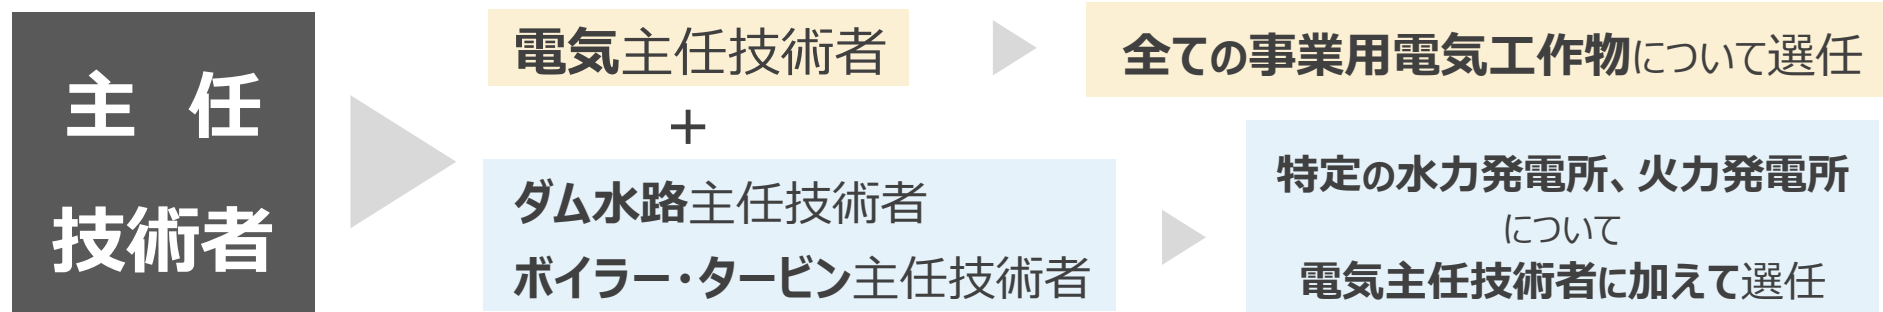 主任
技術者
電気主任技術者
全ての事業用電気工作物について選任
＋
ダム水路主任技術者
ボイラー・タービン主任技術者
特定の水力発電所、火力発電所
について
電気主任技術者に加えて選任